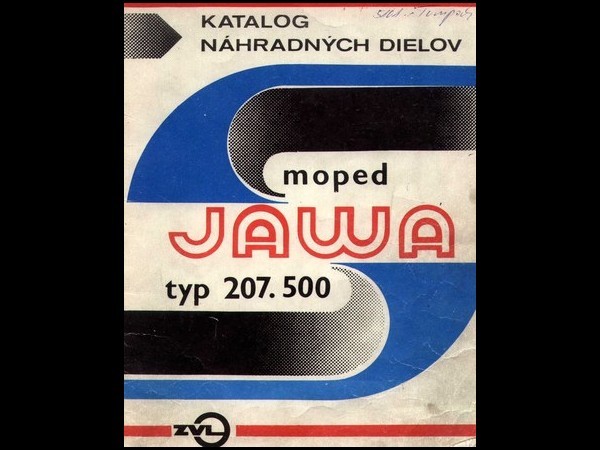 KATALOG
NÁHRADNÝCH DIELOV
moped
JAWA
typ 207.500
ZVL